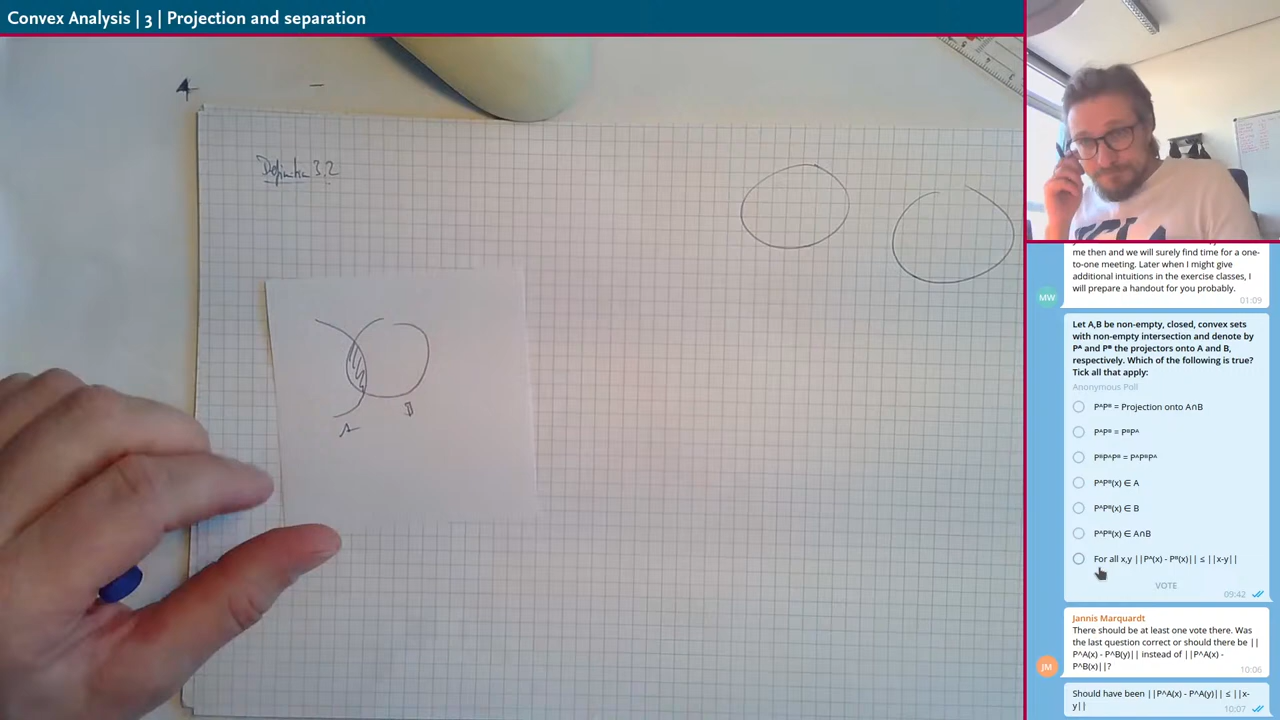 Convex Analysis | 3 | Projection and separation
Definition 3.2
A
B
me then and we will surely find time for a one-
to-one meeting. Later when I might give
additional intuitions in the exercise classes, I
will prepare a handout for you probably.
MW
01:09
Let A,B be non-empty, closed, convex sets
with non-empty intersection and denote by
Pᴬ and Pᴮ the projectors onto A and B,
respectively. Which of the following is true?
Tick all that apply:
Anonymous Poll
PᴬPᴮ = Projection onto A∩B
PᴬPᴮ = PᴮPᴬ
PᴮPᴬPᴮ = PᴬPᴮPᴬ
PᴬPᴮ(x) ∈ A
PᴬPᴮ(x) ∈ B
PᴬPᴮ(x) ∈ A∩B
For all x,y ||Pᴬ(x) - Pᴮ(x)|| ≤ ||x-y||
VOTE
09:42
Jannis Marquardt
There should be at least one vote there. Was
the last question correct or should there be ||
P^A(x) - P^B(y)|| instead of ||P^A(x) -
P^B(x)||?
JM
10:06
Should have been ||P^A(x) - P^A(y)|| ≤ ||x-
y||
10:07